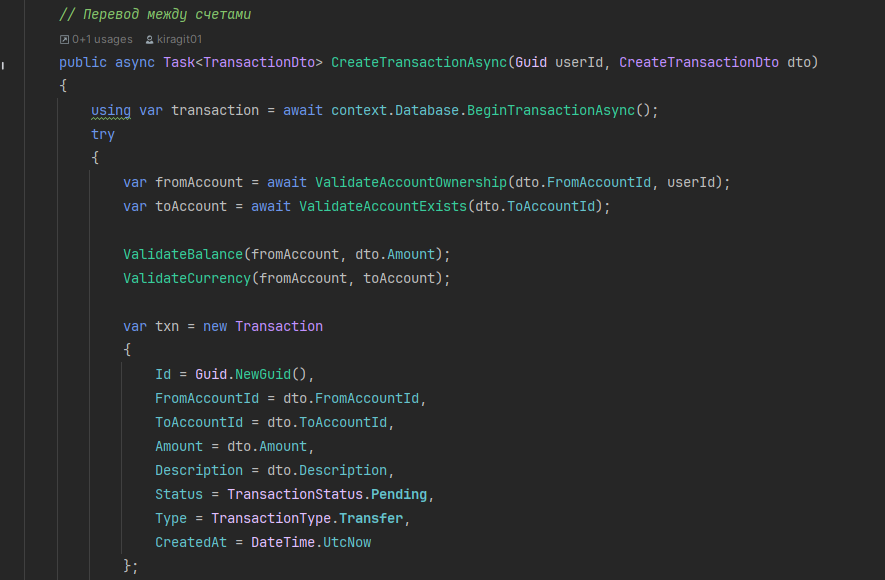 // Перевод между счетами
0+1 usages kiragit01
public async Task<TransactionDto> CreateTransactionAsync(Guid userId, CreateTransactionDto dto)
{
using var transaction = await context.Database.BeginTransactionAsync();
try
{
var fromAccount = await ValidateAccountOwnership(dto.FromAccountId, userId);
var toAccount = await ValidateAccountExists(dto.ToAccountId);
ValidateBalance(fromAccount, dto.Amount);
ValidateCurrency(fromAccount, toAccount);
var txn = new Transaction
{
Id = Guid.NewGuid(),
FromAccountId = dto.FromAccountId,
ToAccountId = dto.ToAccountId,
Amount = dto.Amount,
Description = dto.Description,
Status = TransactionStatus.Pending,
Type = TransactionType.Transfer,
CreatedAt = DateTime.UtcNow
};